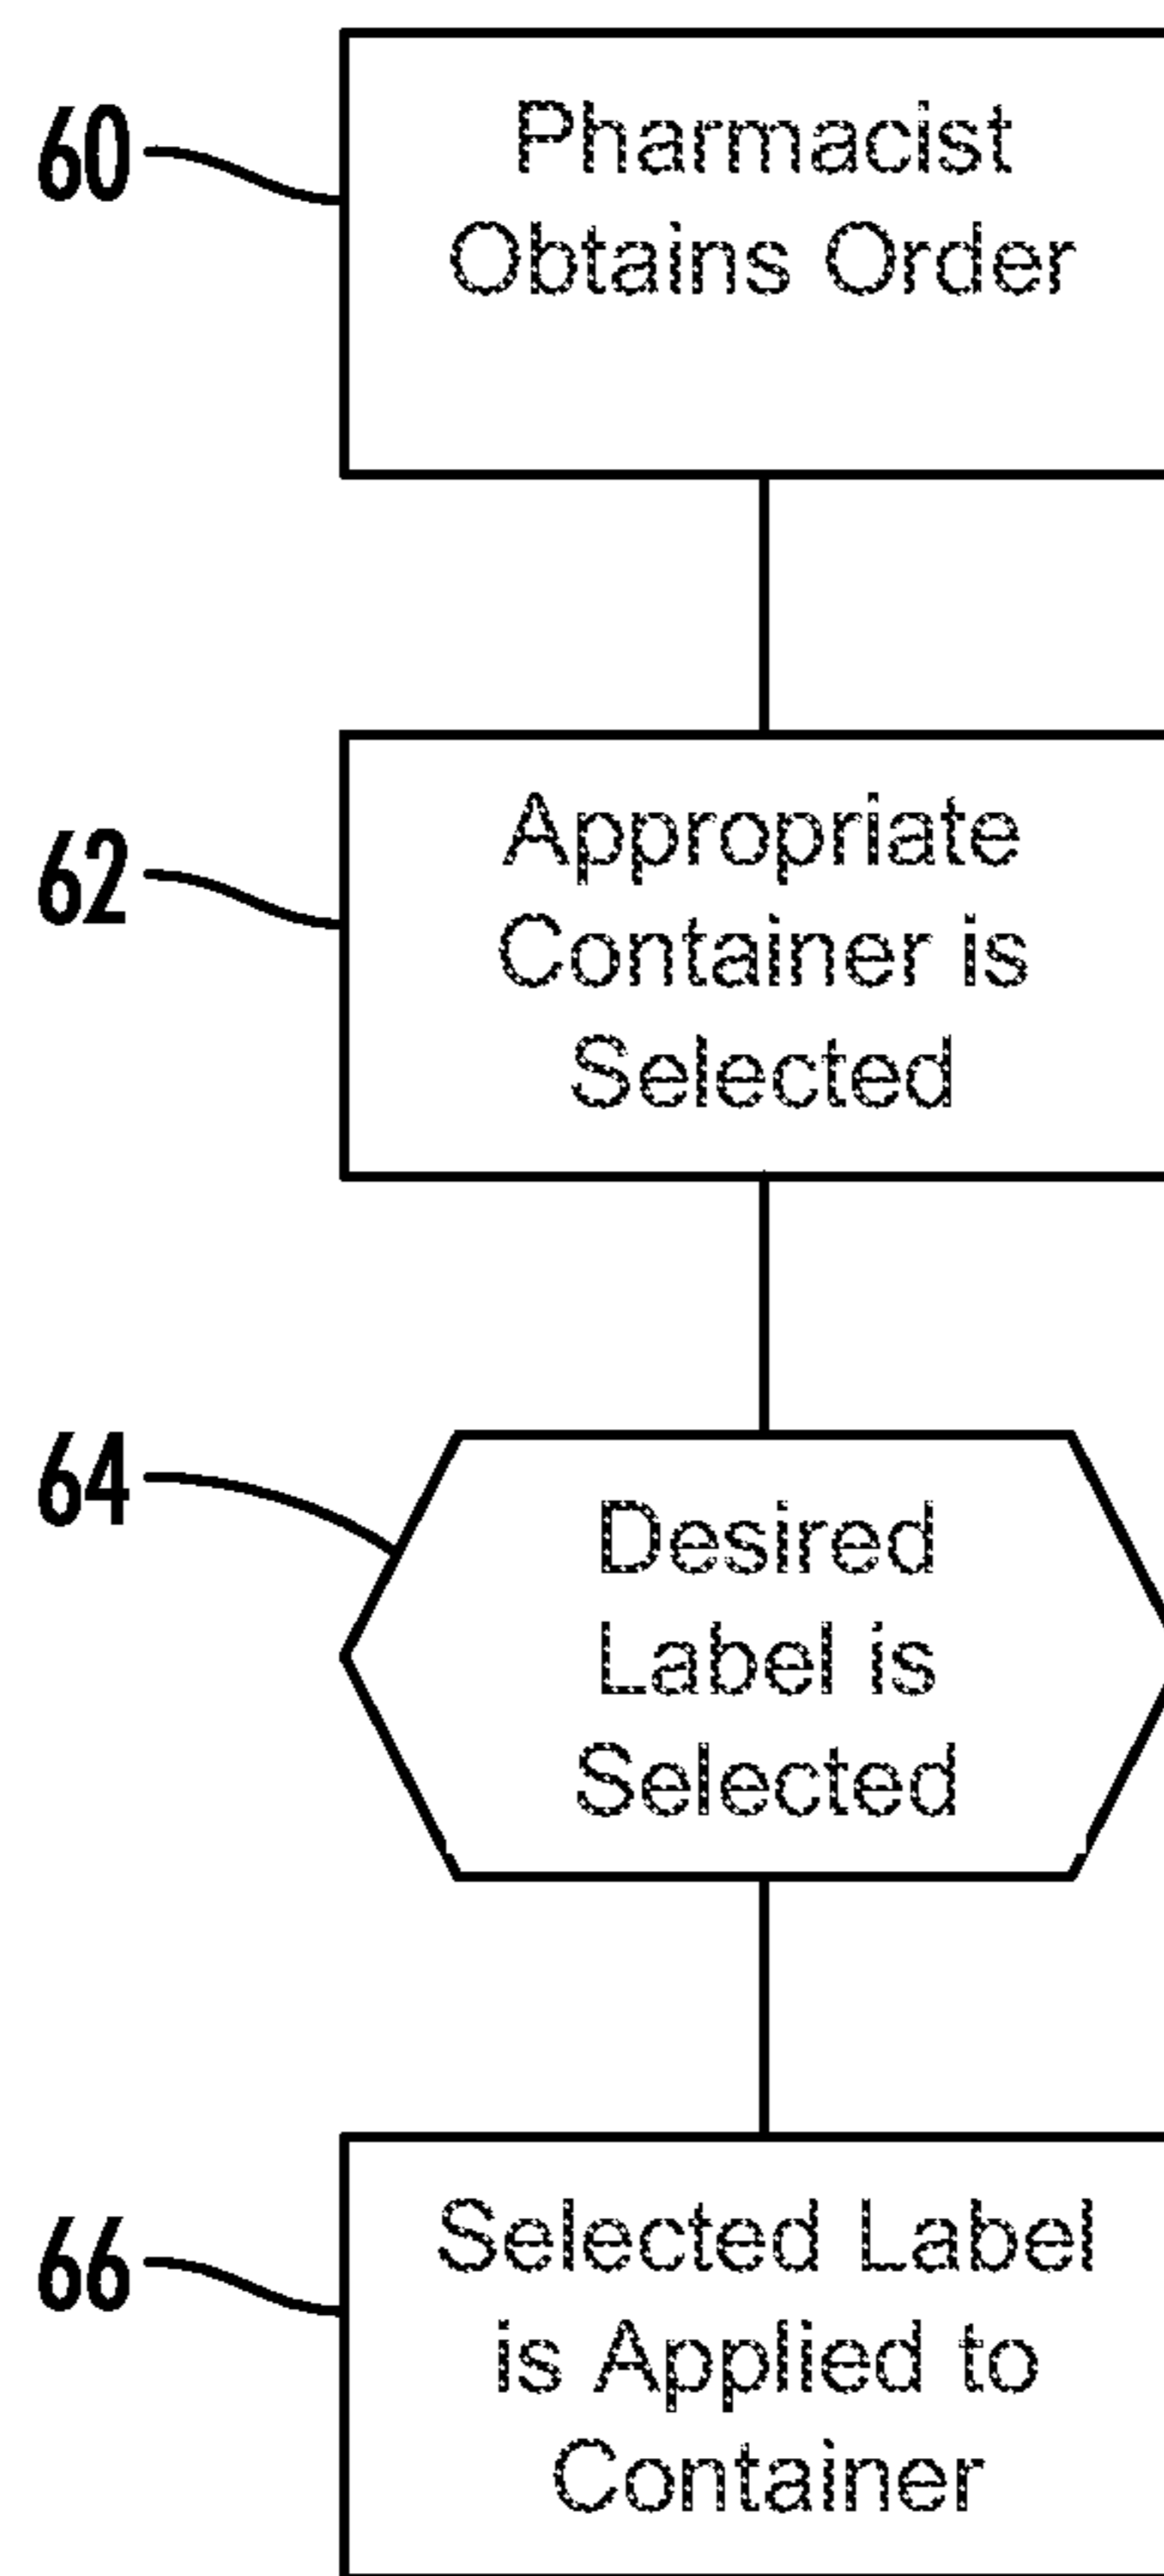 60
Pharmacist
Obtains Order
62
Appropriate
Container is
Selected
64
Desired
Label is
Selected
66
Selected Label
is Applied to
Container